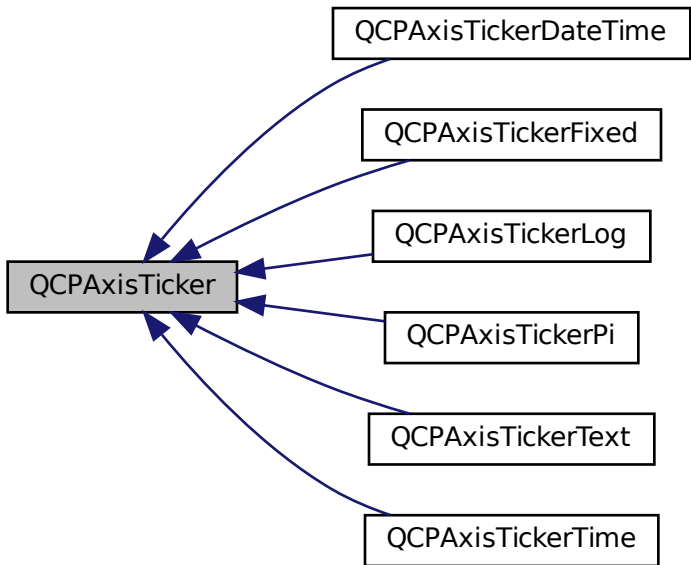 QCPAxisTickerDateTime
QCPAxisTickerFixed
QCPAxisTickerLog
QCPAxisTicker
QCPAxisTickerPi
QCPAxisTickerText
QCPAxisTickerTime